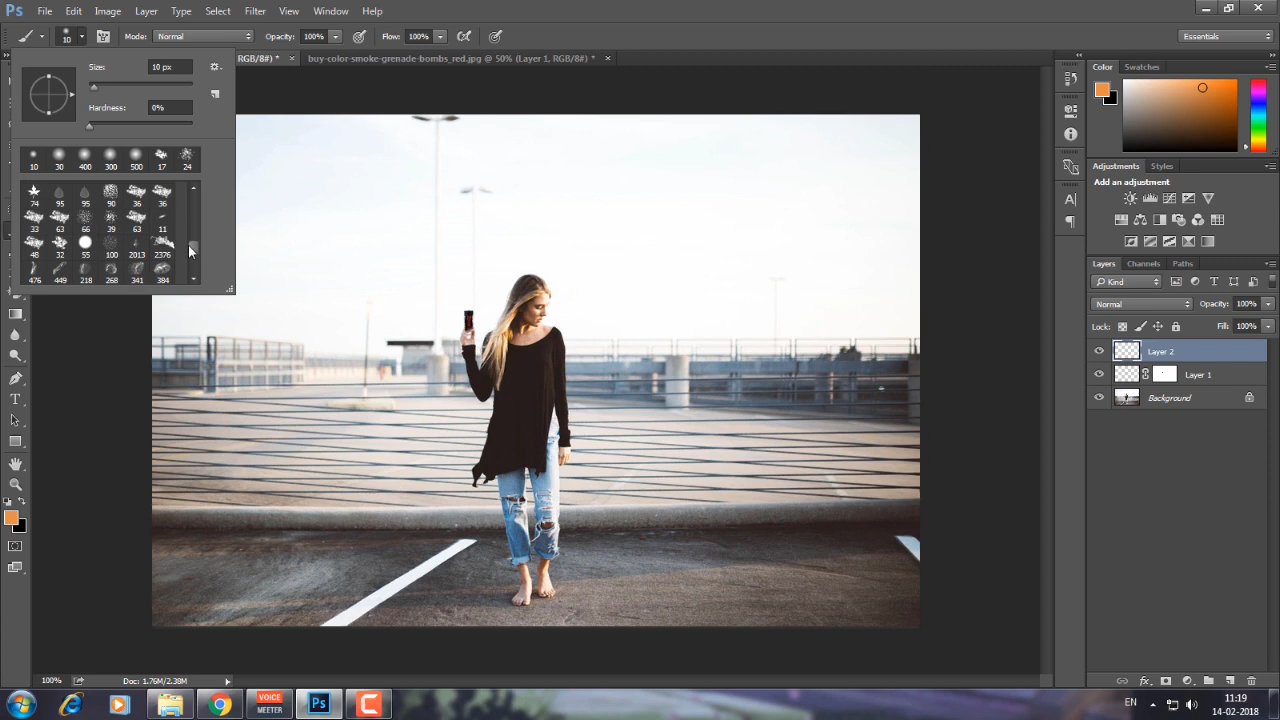 Ps File Edit Image Layer Type Select Filter View Window Help
10 Mode: Normal Opacity: 100% Flow: 100% Essentials
RGB/8#) * × buy-color-smoke-grenade-bombs_red.jpg @ 50% (Layer 1, RGB/8#) * ×
Size: 10 px
Hardness: 0%
10 30 400 300 500 17 24
74 95 95 90 36 36
33 63 66 39 63 11
48 32 55 100 2013 2376
476 449 218 268 341 384
Color Swatches
Adjustments Styles
Add an adjustment
Layers Channels Paths
Kind
Normal Opacity: 100%
Lock: Fill: 100%
Layer 2
Layer 1
Background
100% Doc: 1.76M/2.38M
VOICE
MEETER
Ps
EN
11:19
14-02-2018